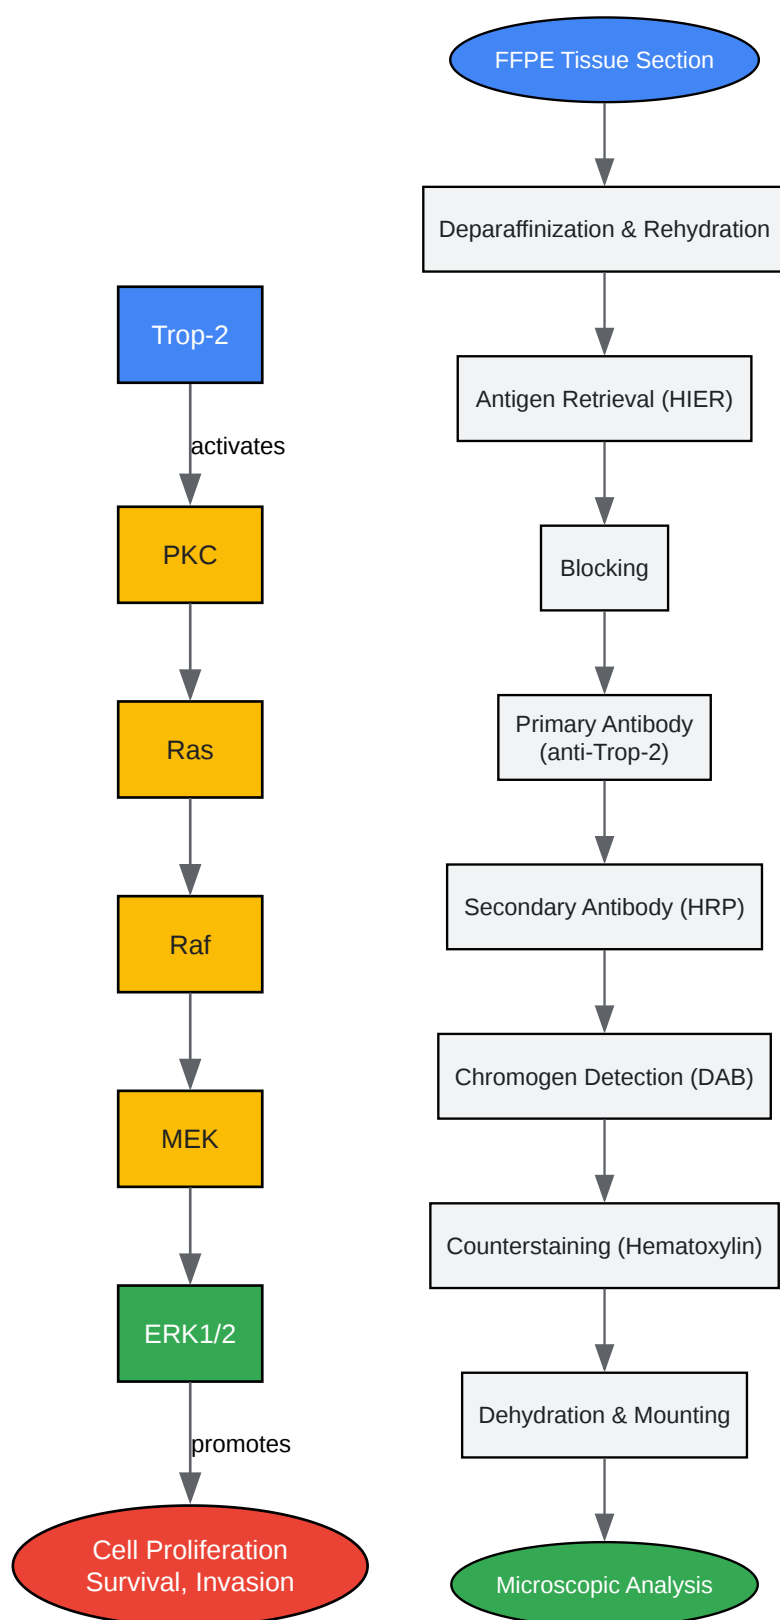 Trop-2
activates
PKC
Ras
Raf
MEK
ERK1/2
promotes
Cell Proliferation
Survival, Invasion
FFPE Tissue Section
Deparaffinization & Rehydration
Antigen Retrieval (HIER)
Blocking
Primary Antibody
(anti-Trop-2)
Secondary Antibody (HRP)
Chromogen Detection (DAB)
Counterstaining (Hematoxylin)
Dehydration & Mounting
Microscopic Analysis